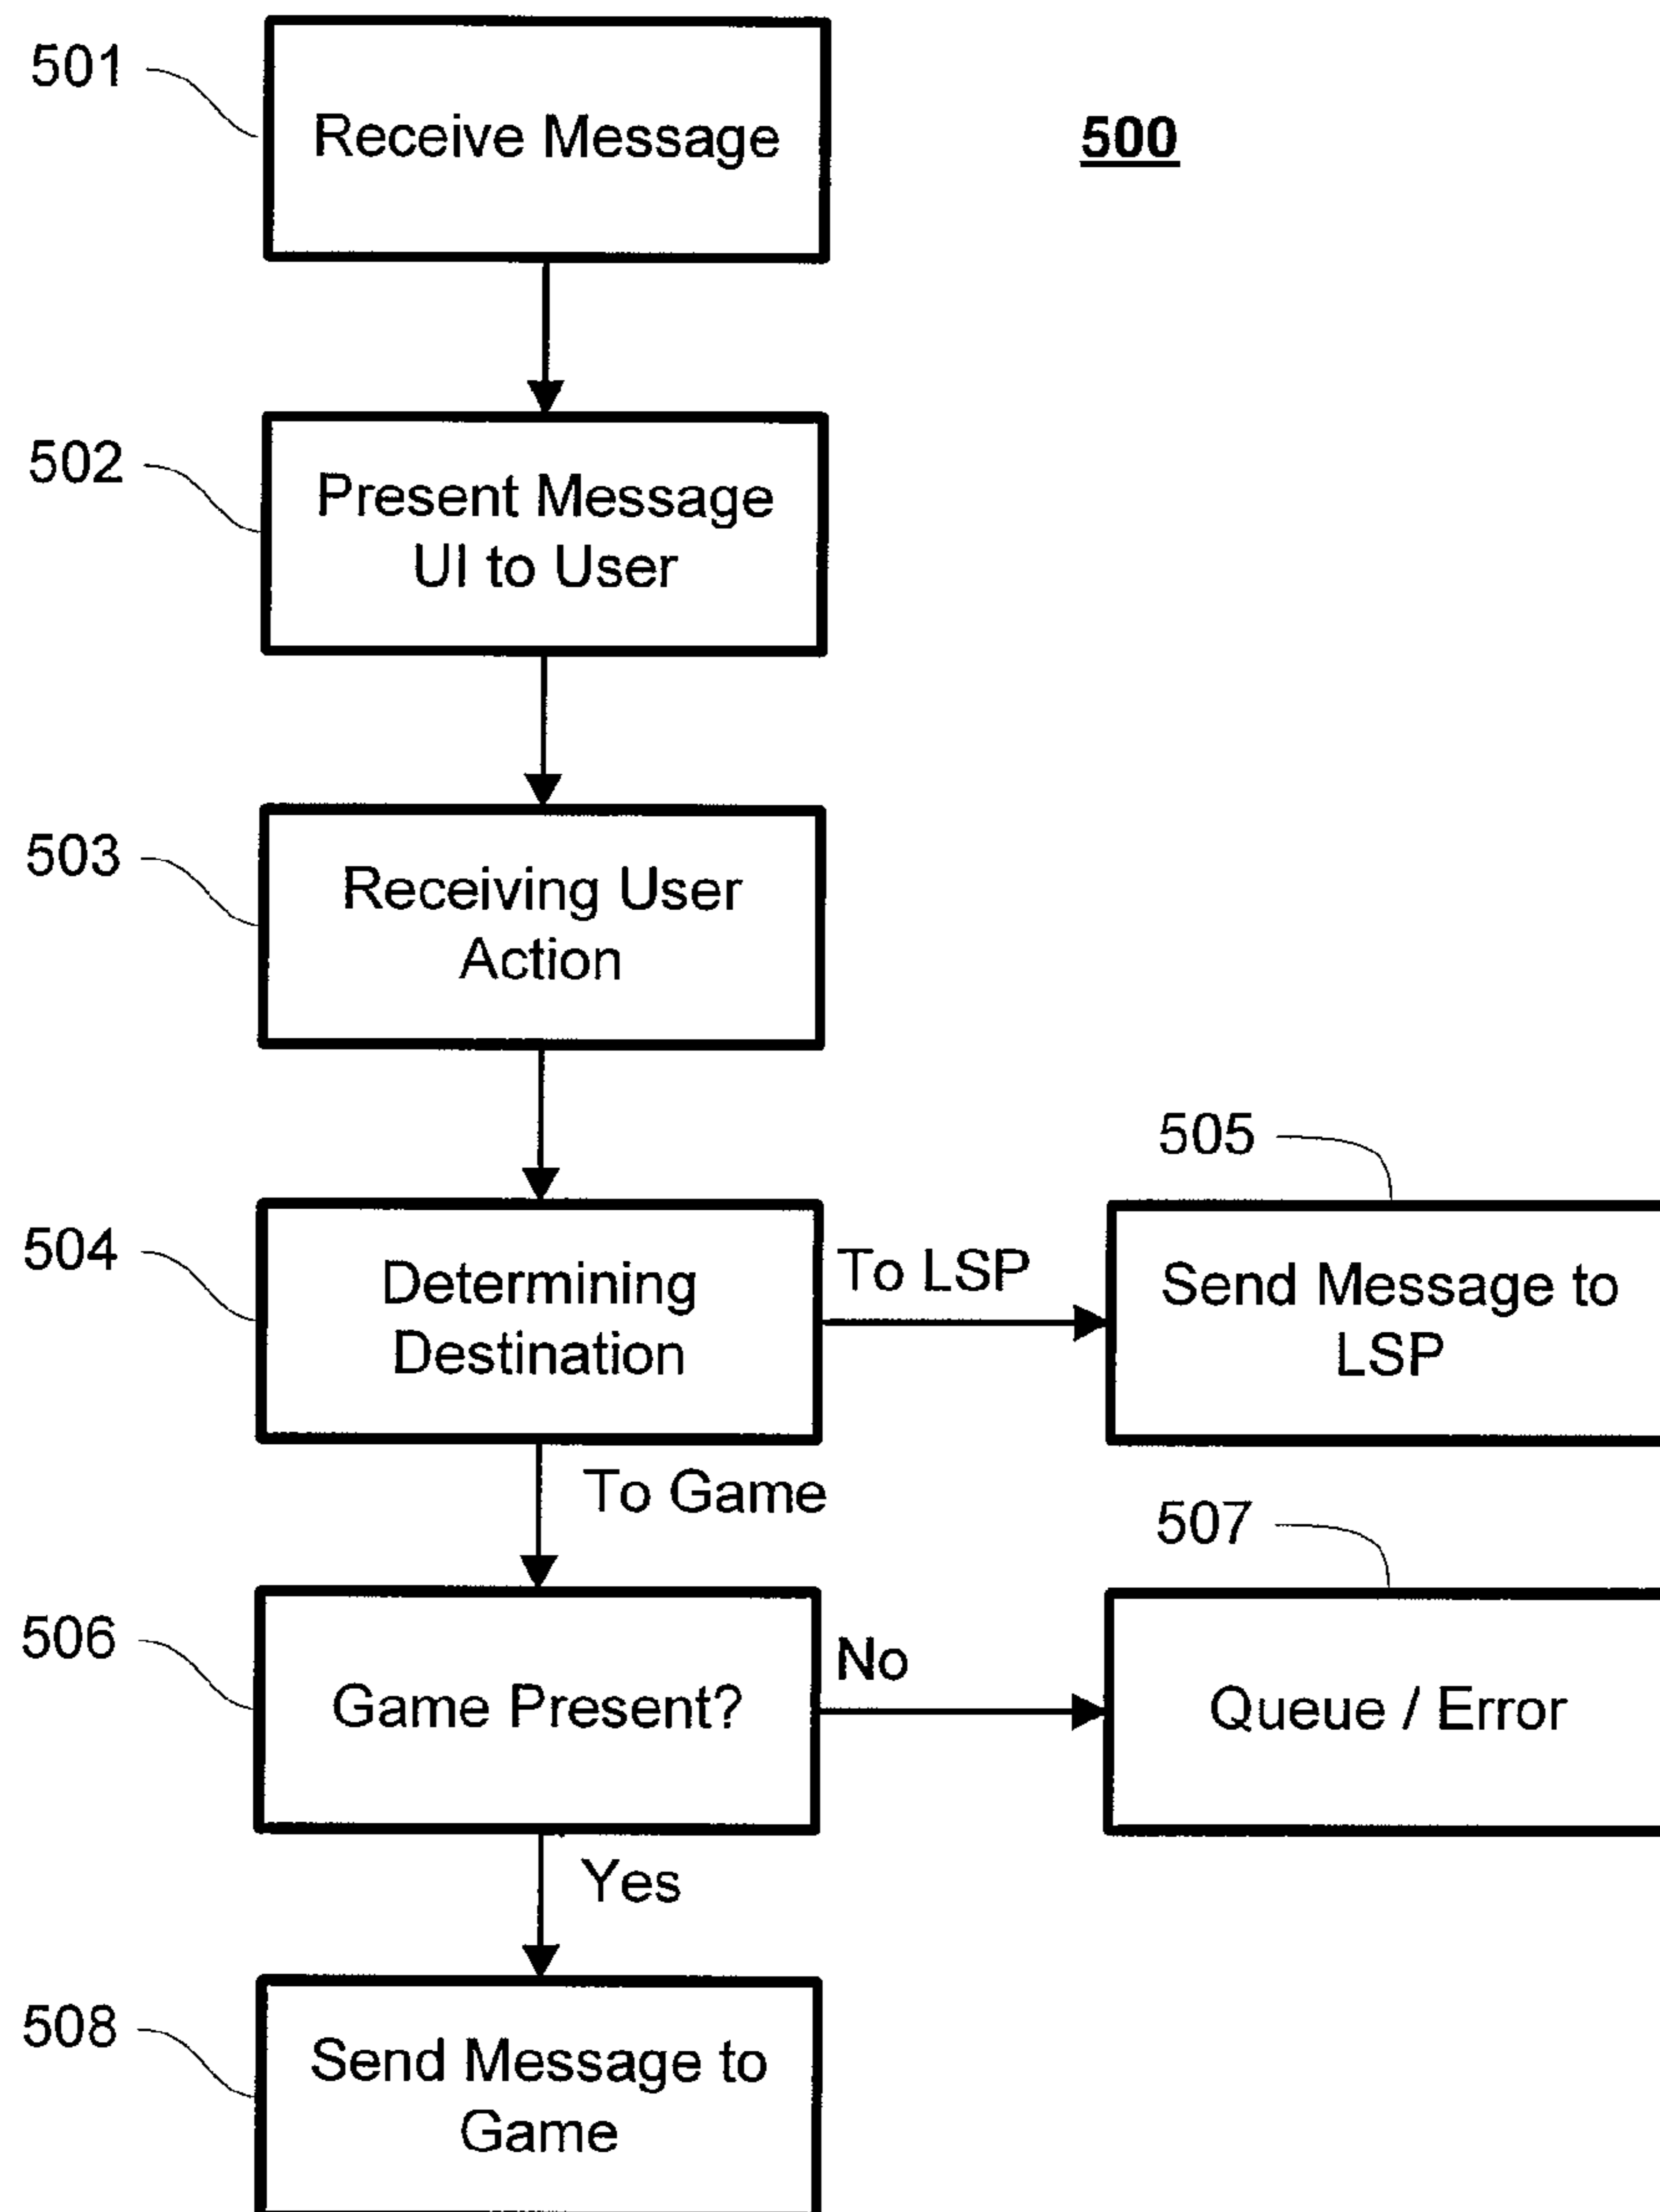 501
Receive Message
500
502
Present Message
UI to User
503
Receiving User
Action
504
Determining
Destination
To LSP
505
Send Message to
LSP
To Game
506
Game Present?
No
507
Queue / Error
Yes
508
Send Message to
Game